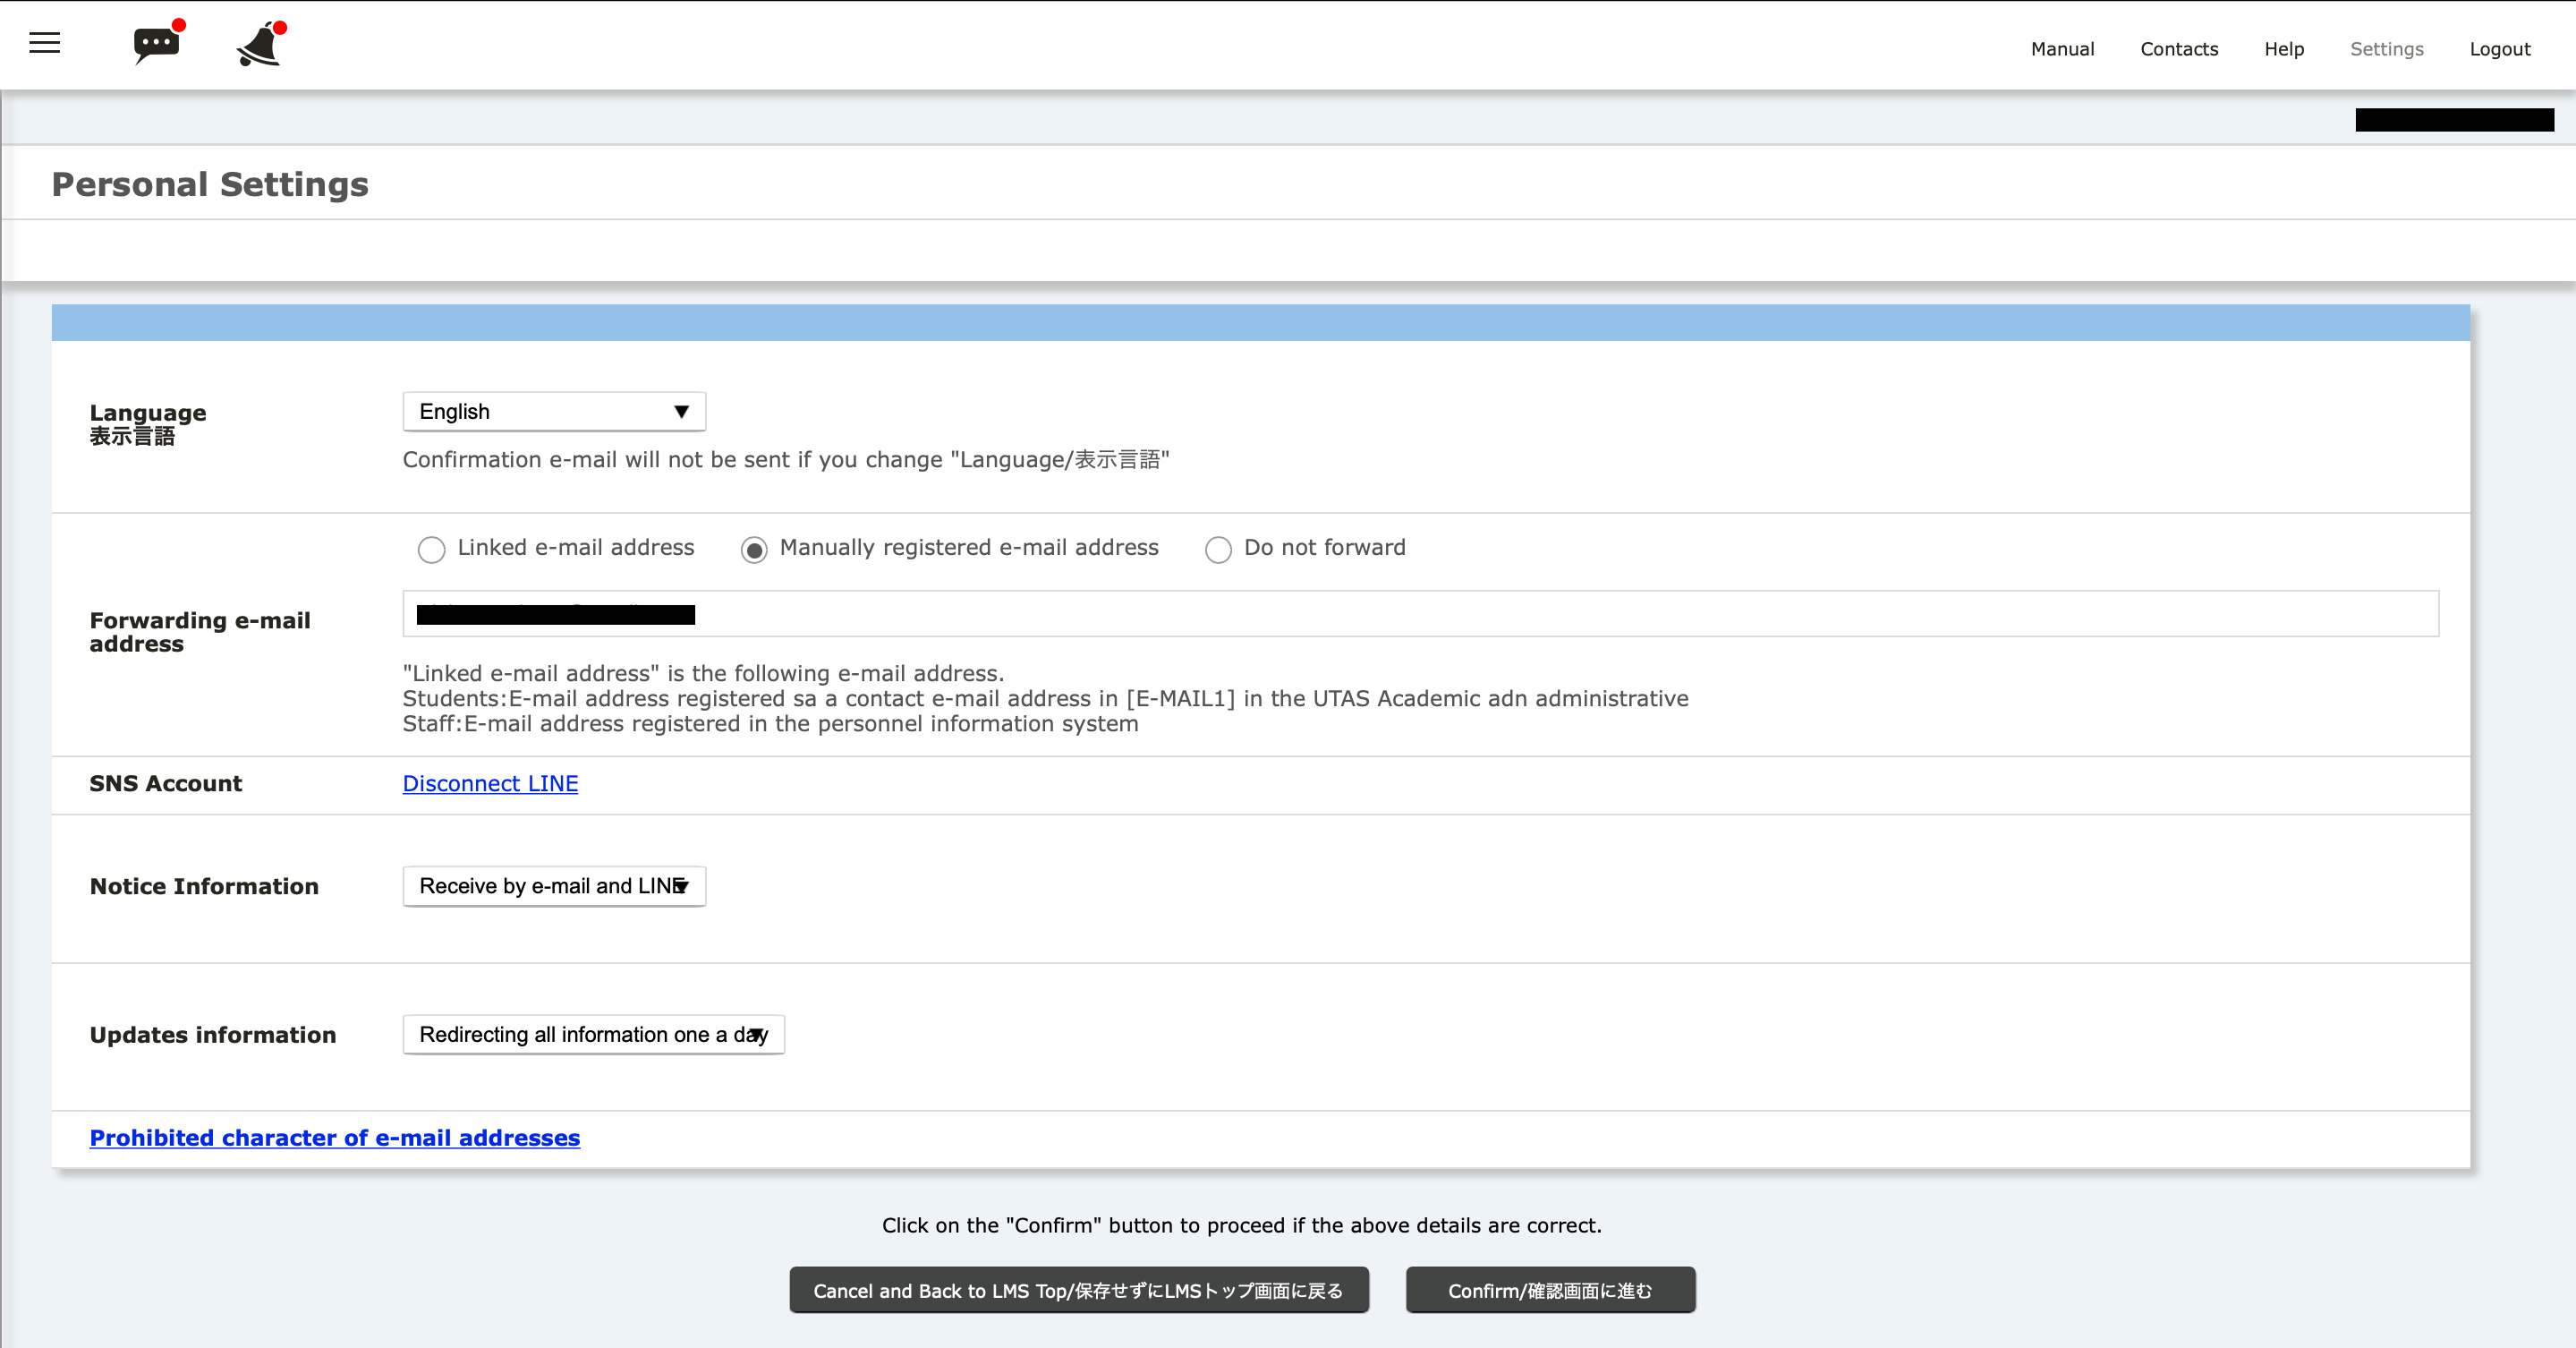 Manual Contacts Help Settings Logout
Personal Settings
Language
表示言語
English
Confirmation e-mail will not be sent if you change "Language/表示言語"
Linked e-mail address Manually registered e-mail address Do not forward
Forwarding e-mail
address
"Linked e-mail address" is the following e-mail address.
Students:E-mail address registered sa a contact e-mail address in [E-MAIL1] in the UTAS Academic adn administrative
Staff:E-mail address registered in the personnel information system
SNS Account Disconnect LINE
Notice Information Receive by e-mail and LINE
Updates information Redirecting all information one a day
Prohibited character of e-mail addresses
Click on the "Confirm" button to proceed if the above details are correct.
Cancel and Back to LMS Top/保存せずにLMSトップ画面に戻る Confirm/確認画面に進む